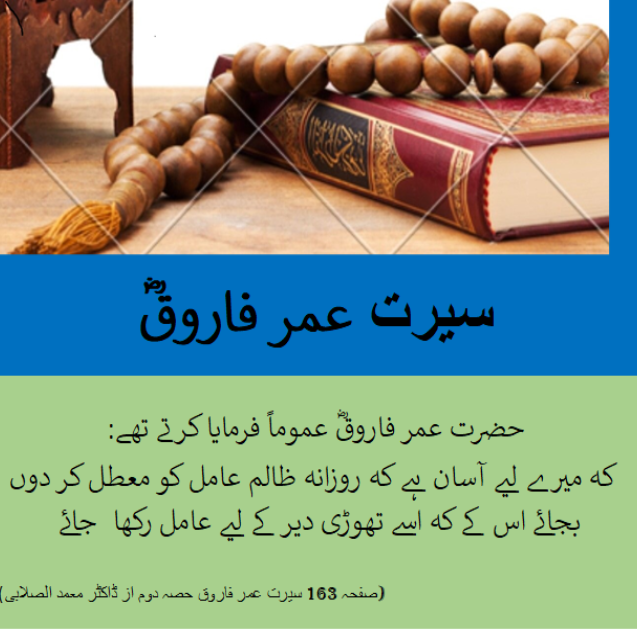 سیرت عمر فاروقؓ
حضرت عمر فاروقؓ عموماً فرمایا کرتے تھے:
کہ میرے لیے آسان ہے کہ روزانہ ظالم عامل کو معطل کر دوں
بجائے اس کے کہ اسے تھوڑی دیر کے لیے عامل رکھا جائے
(صفحہ 163 سیرت عمر فاروق حصہ دوم از ڈاکٹر محمد الصلابی)